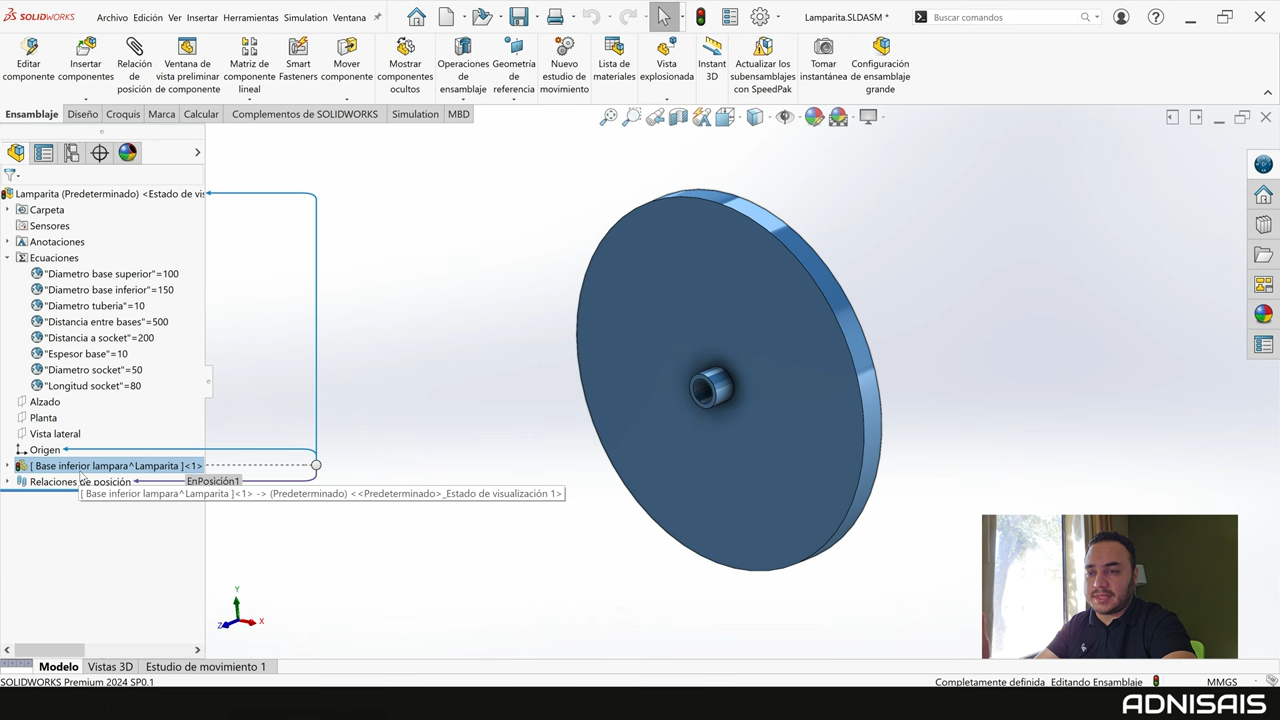 SOLIDWORKS
Archivo Edición Ver Insertar Herramientas Simulation Ventana
Lamparita.SLDASM *
Buscar comandos
Editar componente
Insertar componentes
Relación de posición
Ventana de vista preliminar de componente
Matriz de componente lineal
Smart Fasteners
Mover componente
Mostrar componentes ocultos
Operaciones de ensamblaje
Geometría de referencia
Nuevo estudio de movimiento
Lista de materiales
Vista explosionada
Instant 3D
Actualizar los subensamblajes con SpeedPak
Tomar instantánea
Configuración de ensamblaje grande
Ensamblaje Diseño Croquis Marca Calcular Complementos de SOLIDWORKS Simulation MBD
Lamparita (Predeterminado) <Estado de vis
Carpeta
Sensores
Anotaciones
Ecuaciones
"Diametro base superior"=100
"Diametro base inferior"=150
"Diametro tuberia"=10
"Distancia entre bases"=500
"Distancia a socket"=200
"Espesor base"=10
"Diametro socket"=50
"Longitud socket"=80
Alzado
Planta
Vista lateral
Origen
[ Base inferior lampara^Lamparita ]<1>
Relaciones de posición
EnPosición1
[ Base inferior lampara^Lamparita ]<1> -> (Predeterminado) <<Predeterminado>_Estado de visualización 1>
Y
Z X
Modelo Vistas 3D Estudio de movimiento 1
SOLIDWORKS Premium 2024 SP0.1
Completamente definida Editando Ensamblaje MMGS
ADNISAIS